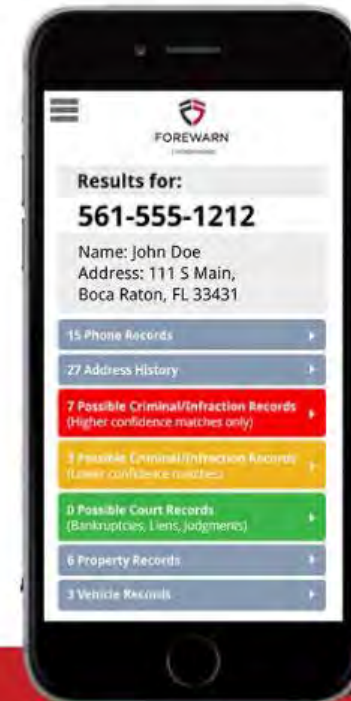 FOREWARN
Results for:
561-555-1212
Name: John Doe
Address: 111 S Main,
Boca Raton, FL 33431
15 Phone Records
27 Address History
7 Possible Criminal/Infraction Records
(Higher confidence matches only)
3 Possible Criminal/Infraction Records
(Lower confidence matches)
0 Possible Court Records
(Bankruptcies, Liens, Judgments)
6 Property Records
3 Vehicle Records